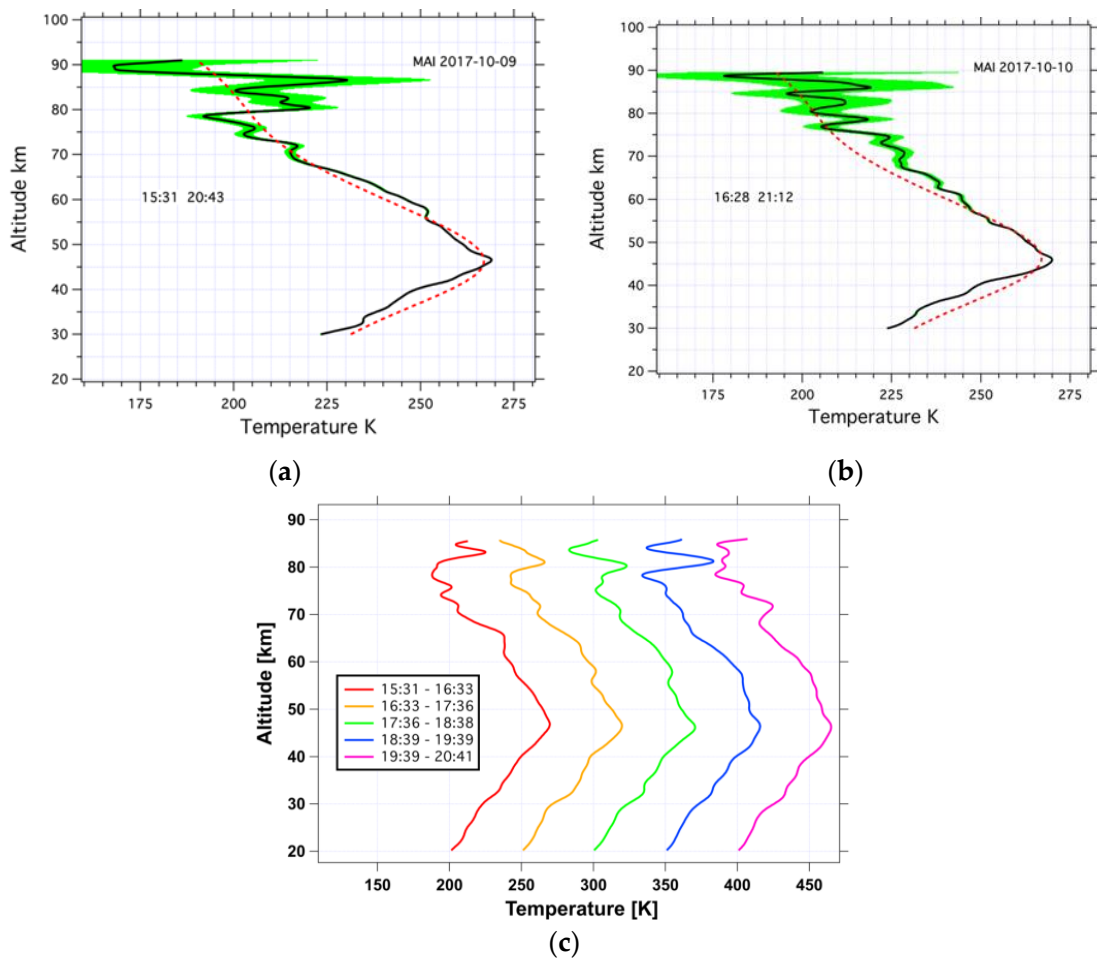 100
90
80
70
60
50
40
30
20
Altitude km
MAI 2017-10-09
15:31 20:43
175 200 225 250 275
Temperature K
(a)
100
90
80
70
60
50
40
30
20
Altitude km
MAI 2017-10-10
16:28 21:12
175 200 225 250 275
Temperature K
(b)
90
80
70
60
50
40
30
20
Altitude [km]
15:31 - 16:33
16:33 - 17:36
17:36 - 18:38
18:39 - 19:39
19:39 - 20:41
150 200 250 300 350 400 450
Temperature [K]
(c)